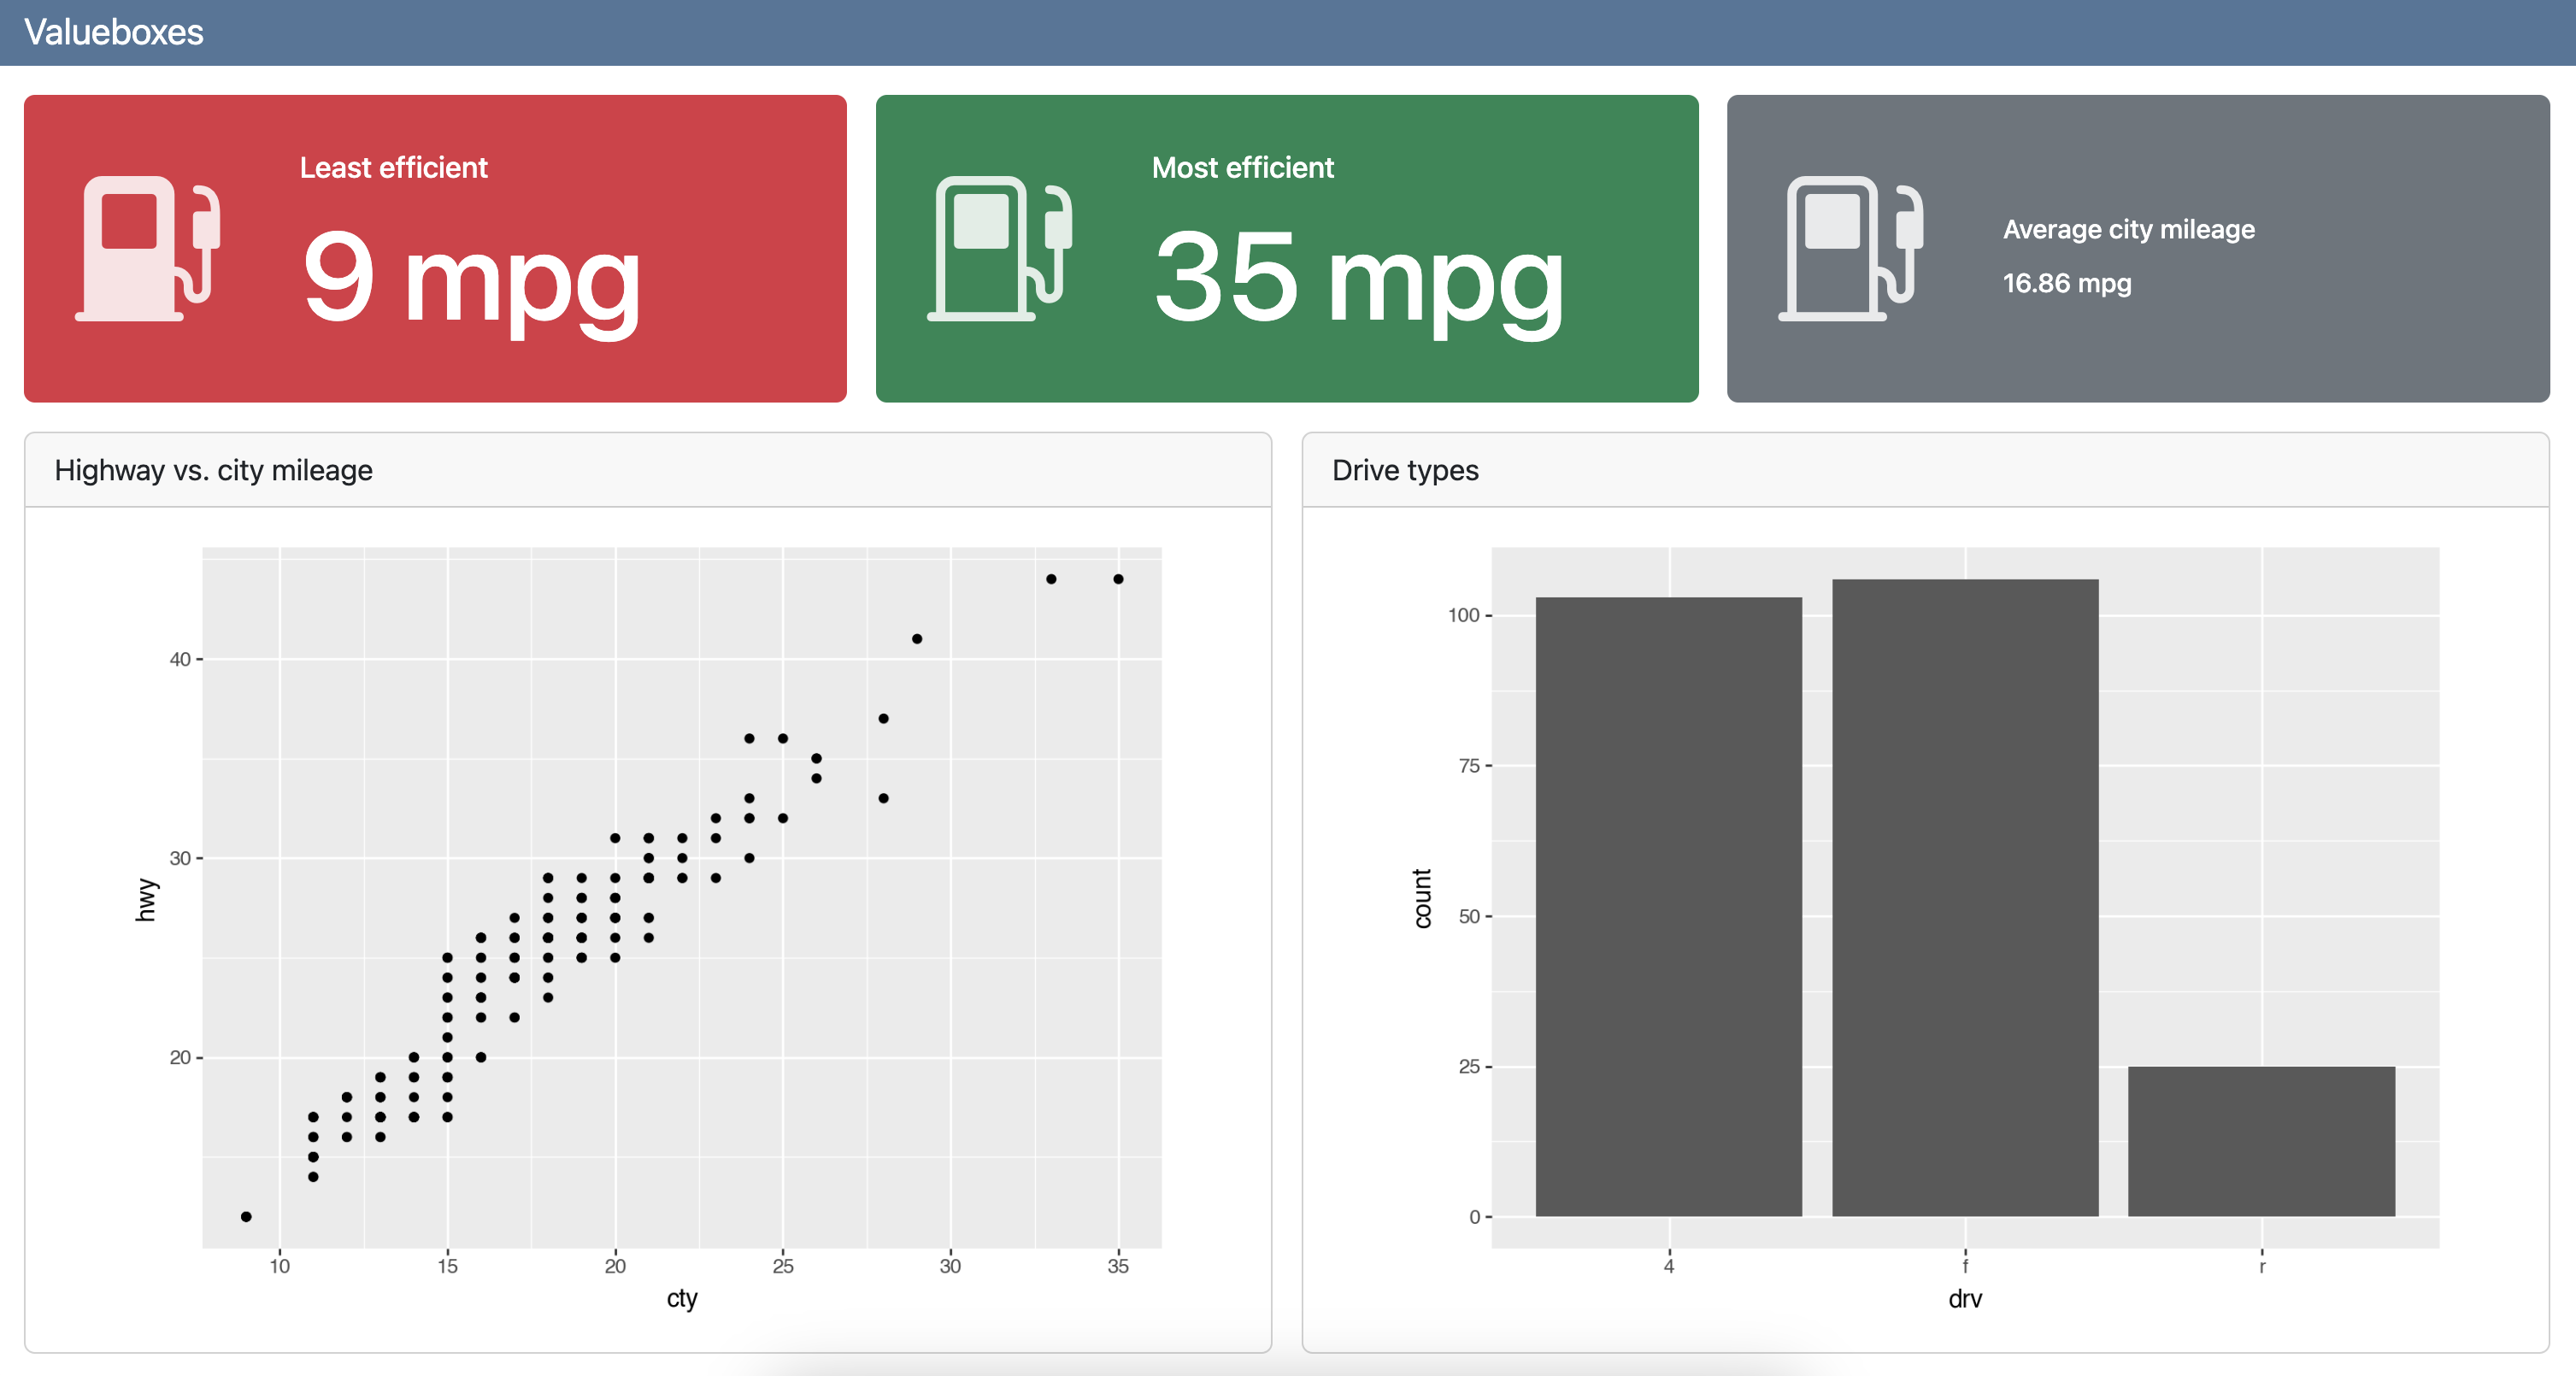 Valueboxes
Least efficient
9 mpg
Most efficient
35 mpg
Average city mileage
16.86 mpg
Highway vs. city mileage
40
30
20
hwy
10 15 20 25 30 35
cty
Drive types
100
75
50
25
0
count
4 f r
drv